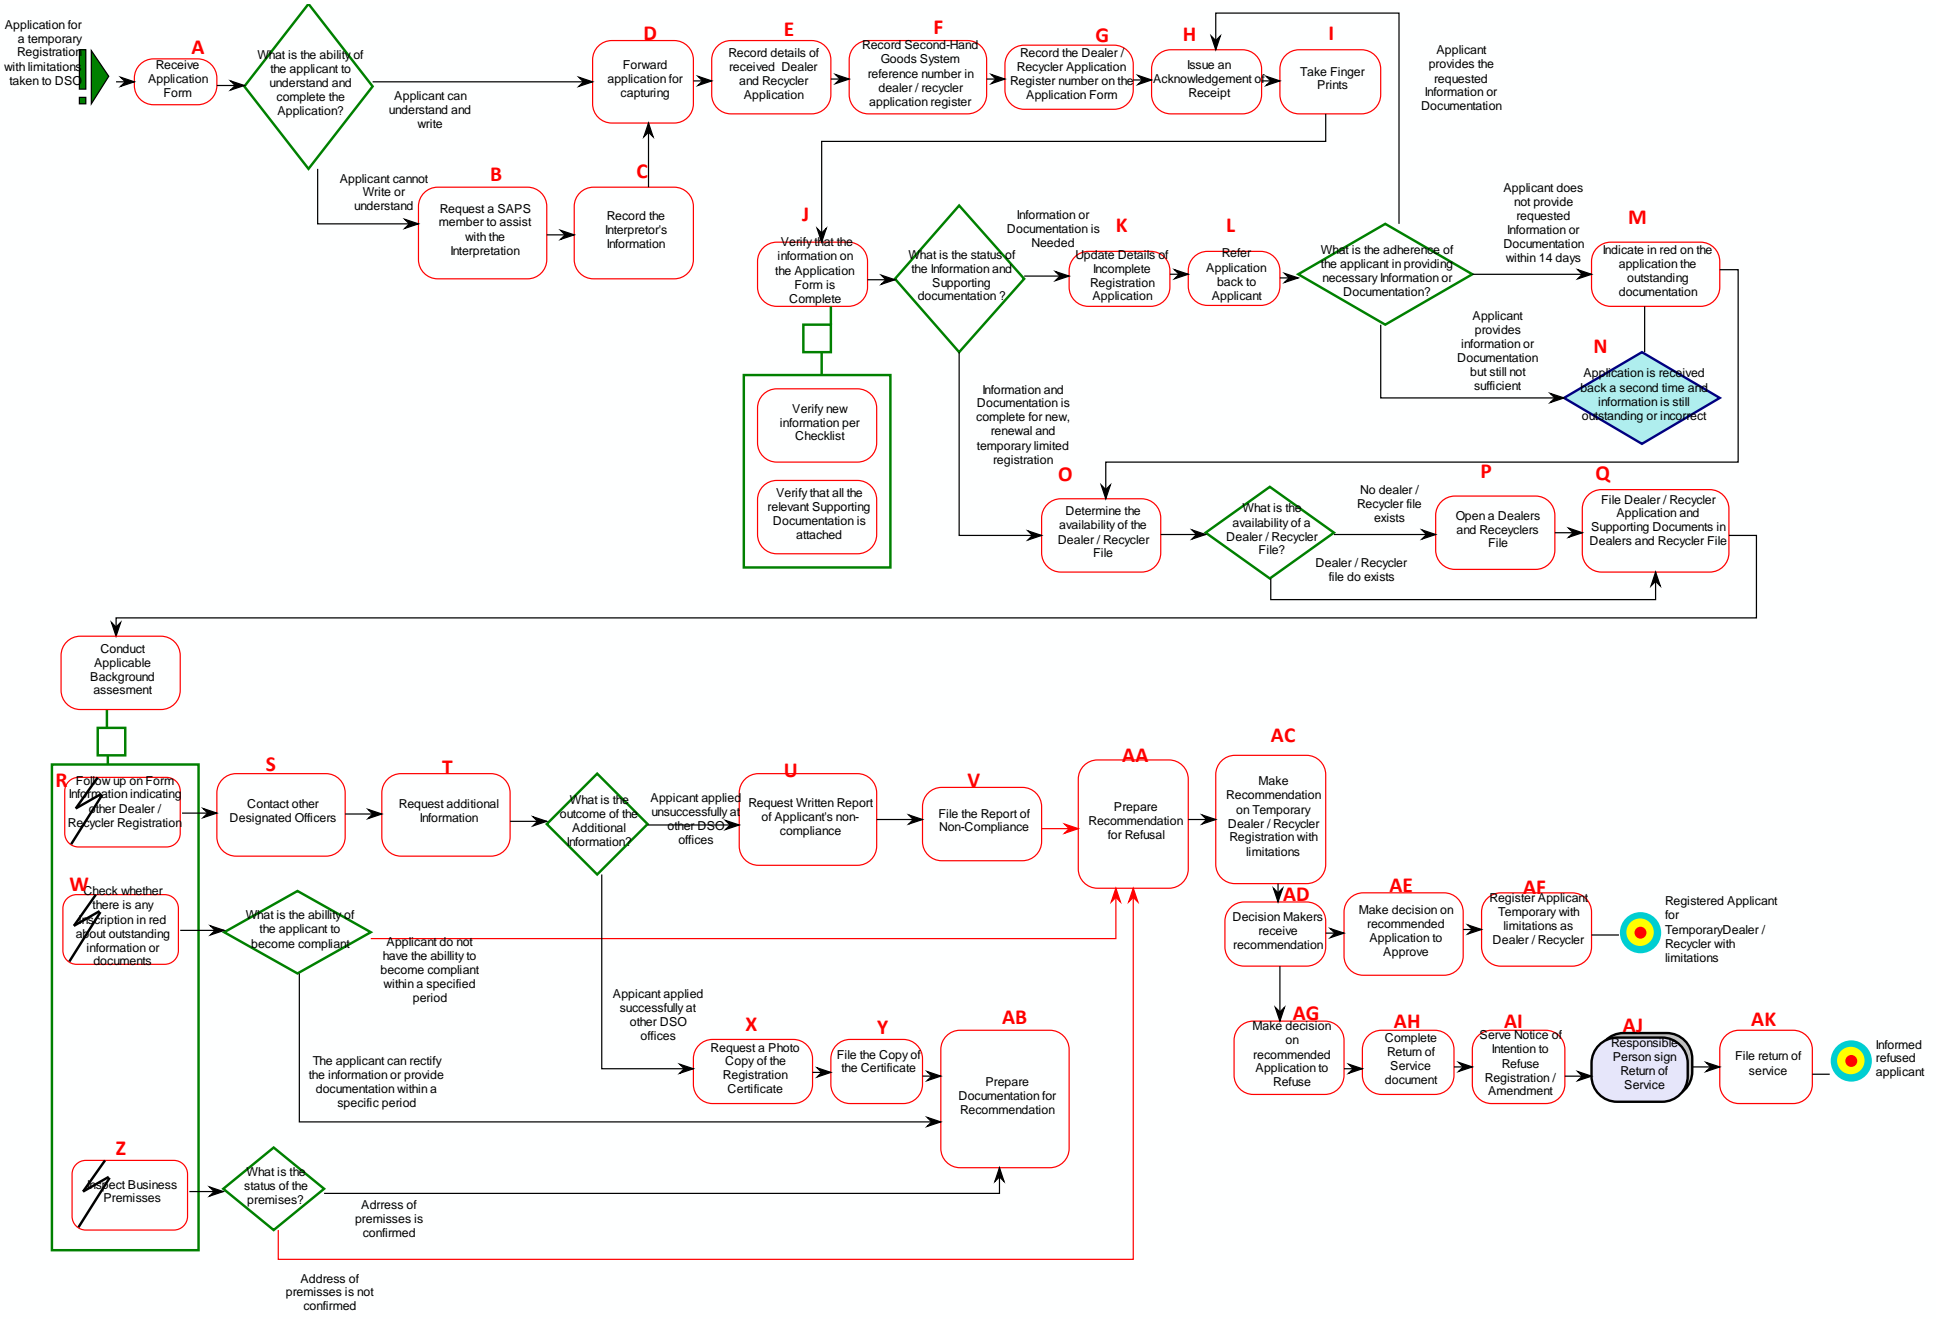 Application for
a temporary
Registration
with limitations
taken to DSO
A
Receive
Application
Form
What is the ability of
the applicant to
understand and
complete the
Application?
Applicant can
understand and
write
Applicant cannot
Write or
understand
B
Request a SAPS
member to assist
with the
Interpretation
C
Record the
Interpretor's
Information
D
Forward
application for
capturing
E
Record details of
received Dealer
and Recycler
Application
F
Record Second-Hand
Goods System
reference number in
dealer / recycler
application register
G
Record the Dealer /
Recycler Application
Register number on the
Application Form
H
Issue an
Acknowledgement of
Receipt
I
Take Finger
Prints
Applicant
provides the
requested
Information or
Documentation
J
Verify that the
information on
the Application
Form is
Complete
Verify new
information per
Checklist
Verify that all the
relevant Supporting
Documentation is
attached
What is the status of
the Information and
Supporting
documentation ?
Information or
Documentation is
Needed
K
Update Details of
Incomplete
Registration
Application
L
Refer
Application
back to
Applicant
What is the adherence of
the applicant in providing
necessary Information or
Documentation?
Applicant does
not provide
requested
Information or
Documentation
within 14 days
M
Indicate in red on the
application the
outstanding
documentation
Applicant
provides
information or
Documentation
but still not
sufficient
N
Application is received
back a second time and
information is still
outstanding or incorrect
Information and
Documentation is
complete for new,
renewal and
temporary limited
registration
O
Determine the
availability of the
Dealer / Recycler
File
What is the
availability of a
Dealer / Recycler
File?
No dealer /
Recycler file
exists
Dealer / Recycler
file do exists
P
Open a Dealers
and Receyclers
File
Q
File Dealer / Recycler
Application and
Supporting Documents in
Dealers and Recycler File
Conduct
Applicable
Background
assesment
R
Follow up on Form
Information indicating
other Dealer /
Recycler Registration
S
Contact other
Designated Officers
T
Request additional
Information
What is the
outcome of the
Additional
Information?
Appicant applied
unsuccessfully at
other DSO
offices
U
Request Written Report
of Applicant's non-
compliance
V
File the Report of
Non-Compliance
AA
Prepare
Recommendation
for Refusal
AC
Make
Recommendation
on Temporary
Dealer / Recycler
Registration with
limitations
W
Check whether
there is any
inscription in red
about outstanding
information or
documents
What is the abillity of
the applicant to
become compliant
Applicant do not
have the abillity to
become compliant
within a specified
period
The applicant can rectify
the information or provide
documentation within a
specific period
Appicant applied
successfully at
other DSO
offices
X
Request a Photo
Copy of the
Registration
Certificate
Y
File the Copy of
the Certificate
AB
Prepare
Documentation for
Recommendation
AD
Decision Makers
receive
recommendation
AE
Make decision on
recommended
Application to
Approve
AF
Register Applicant
Temporary with
limitations as
Dealer / Recycler
Registered Applicant
for
TemporaryDealer /
Recycler with
limitations
AG
Make decision
on
recommended
Application to
Refuse
AH
Complete
Return of
Service
document
AI
Serve Notice of
Intention to
Refuse
Registration /
Amendment
AJ
Responsible
Person sign
Return of
Service
AK
File return of
service
Informed
refused
applicant
Z
Inspect Business
Premisses
What is the
status of the
premises?
Adrress of
premisses is
confirmed
Address of
premisses is not
confirmed